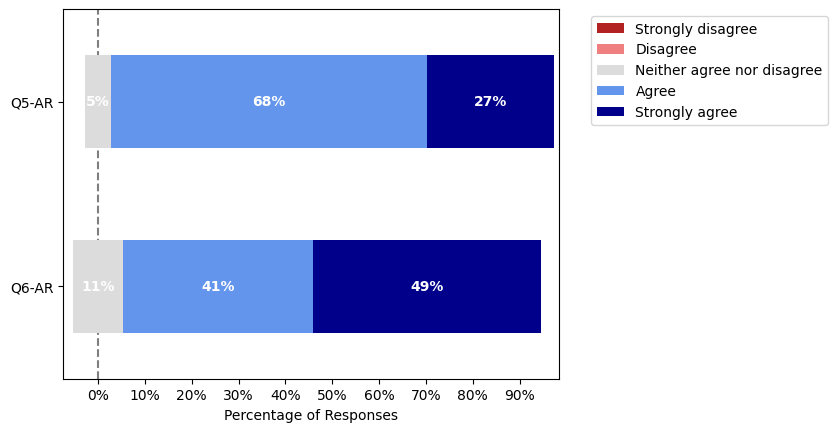 Strongly disagree
Disagree
Neither agree nor disagree
Agree
Strongly agree
Q5-AR
5%
68%
27%
Q6-AR
11%
41%
49%
0% 10% 20% 30% 40% 50% 60% 70% 80% 90%
Percentage of Responses